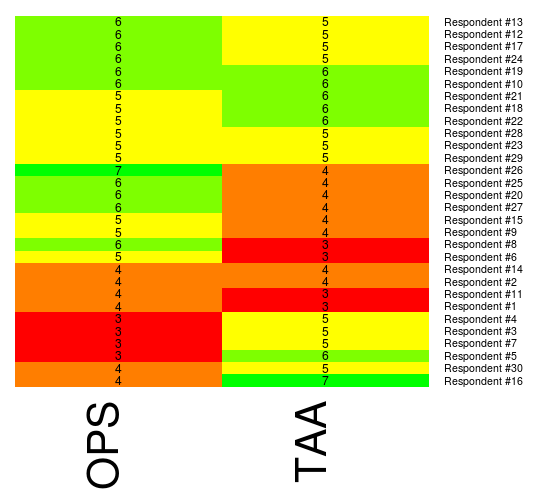 6 5 Respondent #13
6 5 Respondent #12
6 5 Respondent #17
6 5 Respondent #24
6 6 Respondent #19
6 6 Respondent #10
5 6 Respondent #21
5 6 Respondent #18
5 6 Respondent #22
5 5 Respondent #28
5 5 Respondent #23
5 5 Respondent #29
7 4 Respondent #26
6 4 Respondent #25
6 4 Respondent #20
6 4 Respondent #27
5 4 Respondent #15
5 4 Respondent #9
6 3 Respondent #8
5 3 Respondent #6
4 4 Respondent #14
4 4 Respondent #2
4 3 Respondent #11
4 3 Respondent #1
3 5 Respondent #4
3 5 Respondent #3
3 5 Respondent #7
3 6 Respondent #5
4 5 Respondent #30
4 7 Respondent #16
OPS TAA